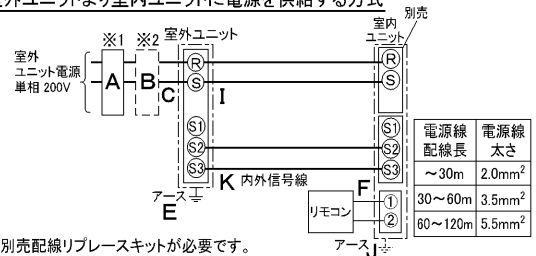 外ユニットより室内ユニットに電源を供給する方式
別売
※1 ※2 室外ユニット
室内
ユニット
室外
ユニット電源
単相 200V
A B C I
R
S
S1
S2
S3
R
S
S1
S2
S3
K 内外信号線
F
アース
E
リモコン
①
②
アース
J
電源線
配線長
電源線
太さ
～30m 2.0mm²
30～60m 3.5mm²
60～120m 5.5mm²
別売配線リプレースキットが必要です。